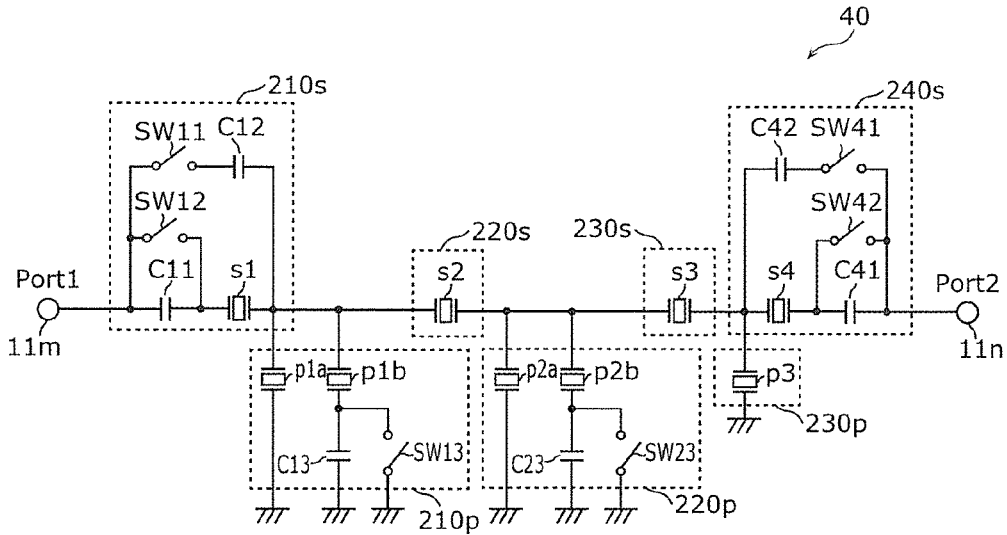 40
210s
240s
SW11
C12
C42
SW41
SW12
SW42
220s
230s
Port1
C11
s1
s2
s3
s4
C41
Port2
11m
11n
p1a
p1b
p2a
p2b
p3
230p
C13
SW13
C23
SW23
210p
220p